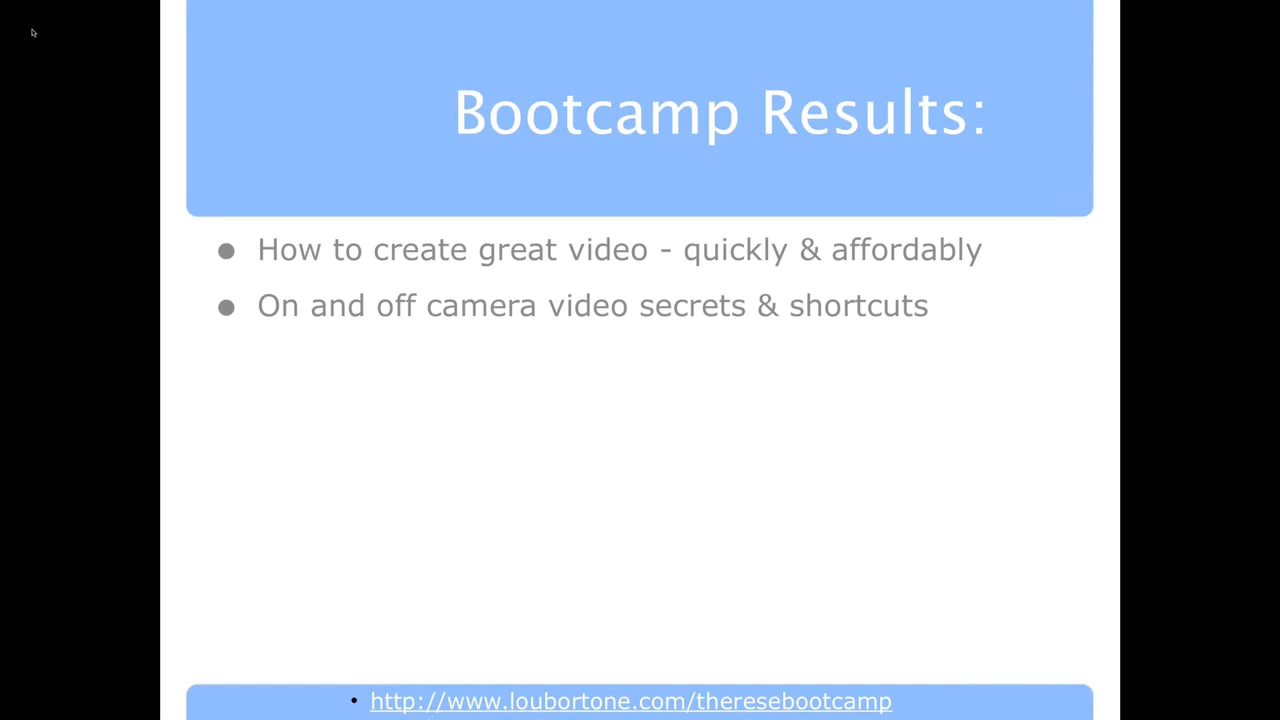 Bootcamp Results:
● How to create great video - quickly & affordably
● On and off camera video secrets & shortcuts
• http://www.loubortone.com/theresebootcamp